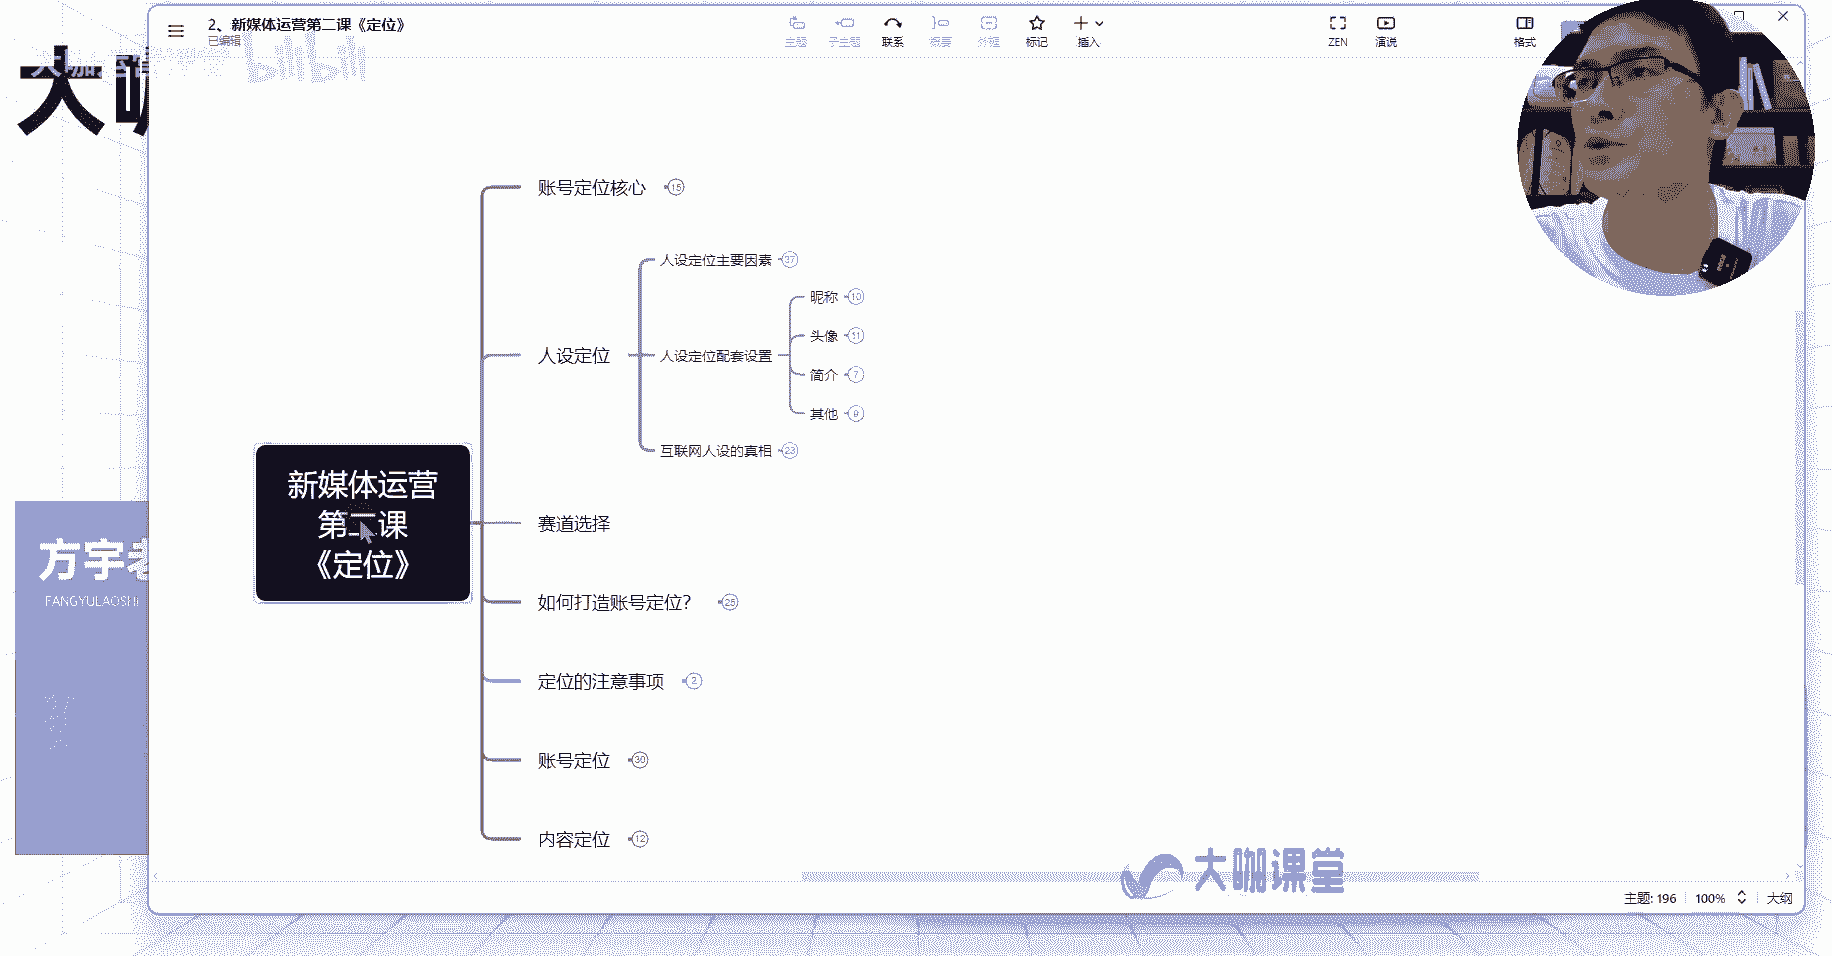 2、新媒体运营第二课《定位》
已编辑
主题
子主题
联系
概要
外框
标记
插入
ZEN
演说
格式
bilibili
账号定位核心 15
人设定位主要因素 37
昵称 10
头像 11
人设定位
人设定位配套设置
简介 7
其他 9
互联网人设的真相 23
新媒体运营
第二课
《定位》
赛道选择
方宇
FANGYULAOSHI
如何打造账号定位? 25
定位的注意事项 2
账号定位 30
内容定位 12
大咖课堂
主题: 196
100%
大纲